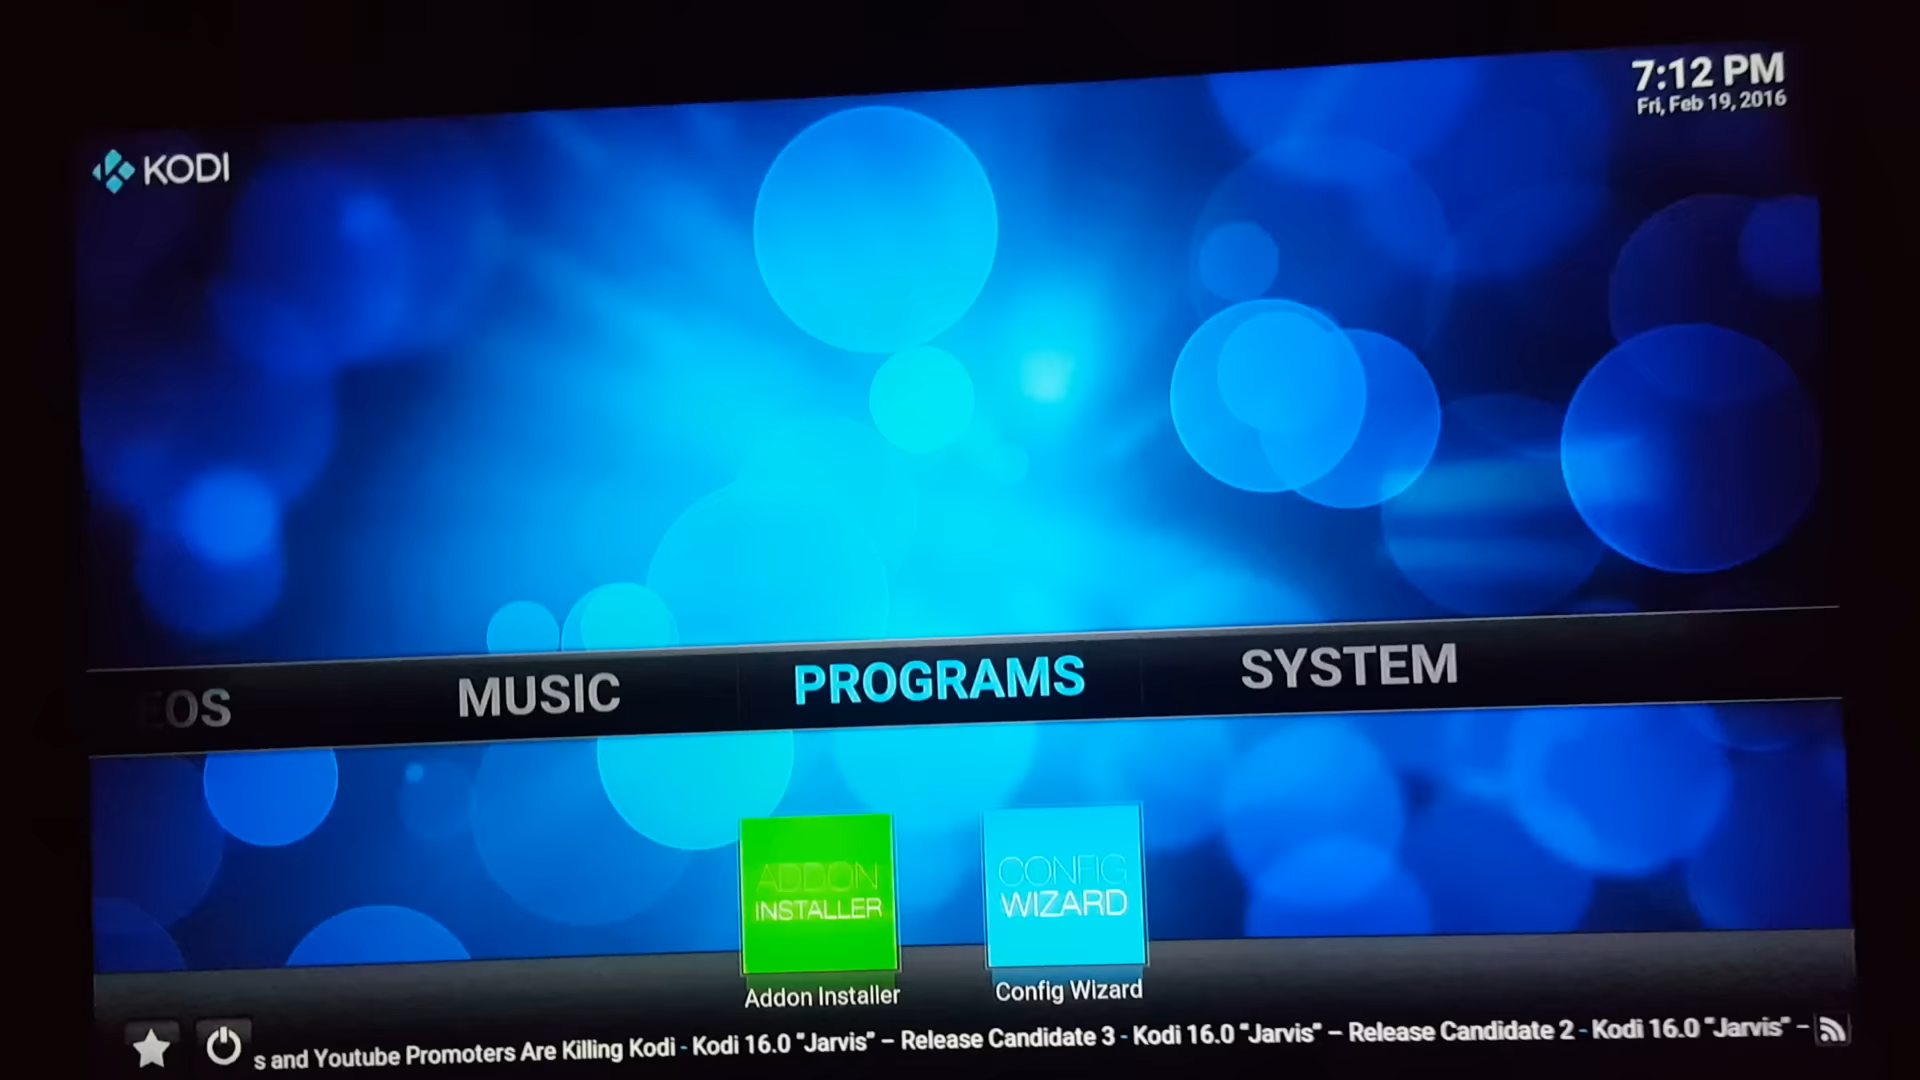 7:12 PM
Fri, Feb 19, 2016
KODI
EOS
MUSIC
PROGRAMS
SYSTEM
ADDON
INSTALLER
CONFIG
WIZARD
Addon Installer
Config Wizard
s and Youtube Promoters Are Killing Kodi - Kodi 16.0 "Jarvis" – Release Candidate 3 - Kodi 16.0 "Jarvis" – Release Candidate 2 - Kodi 16.0 "Jarvis" –